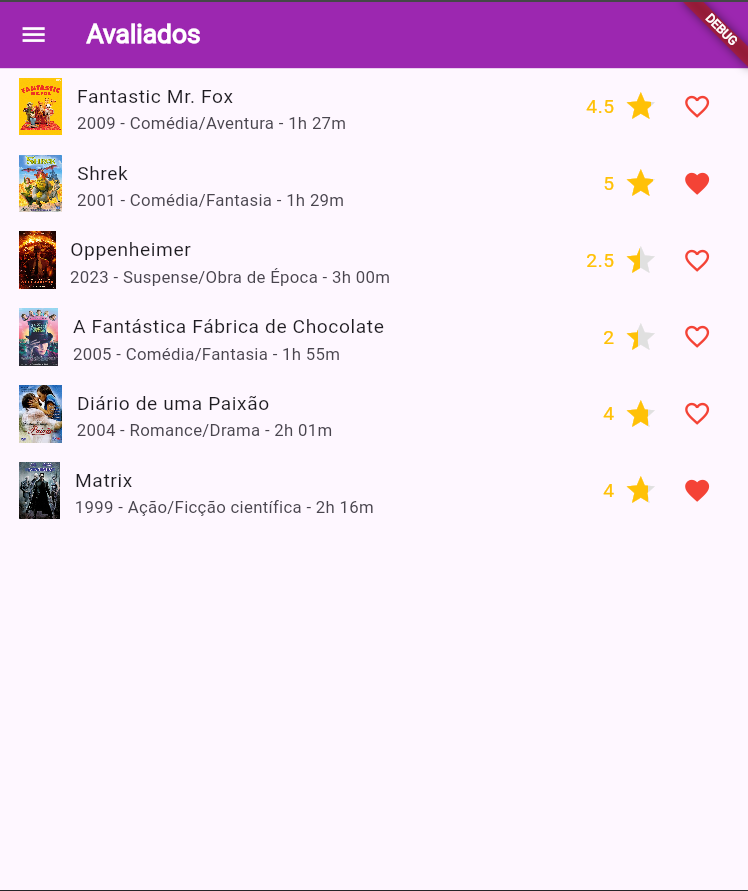 Avaliados
DEBUG
FANTASTIC
MR. FOX
Fantastic Mr. Fox
2009 - Comédia/Aventura - 1h 27m
4.5
Shrek
2001 - Comédia/Fantasia - 1h 29m
5
Oppenheimer
2023 - Suspense/Obra de Época - 3h 00m
2.5
A Fantástica Fábrica de Chocolate
2005 - Comédia/Fantasia - 1h 55m
2
Diário de uma Paixão
2004 - Romance/Drama - 2h 01m
4
Matrix
1999 - Ação/Ficção científica - 2h 16m
4